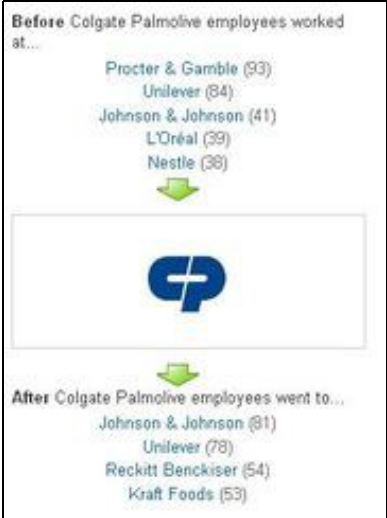 Before Colgate Palmolive employees worked
at...
Procter & Gamble (93)
Unilever (84)
Johnson & Johnson (41)
L'Oréal (39)
Nestle (38)
After Colgate Palmolive employees went to...
Johnson & Johnson (81)
Unilever (78)
Reckitt Benckiser (54)
Kraft Foods (53)